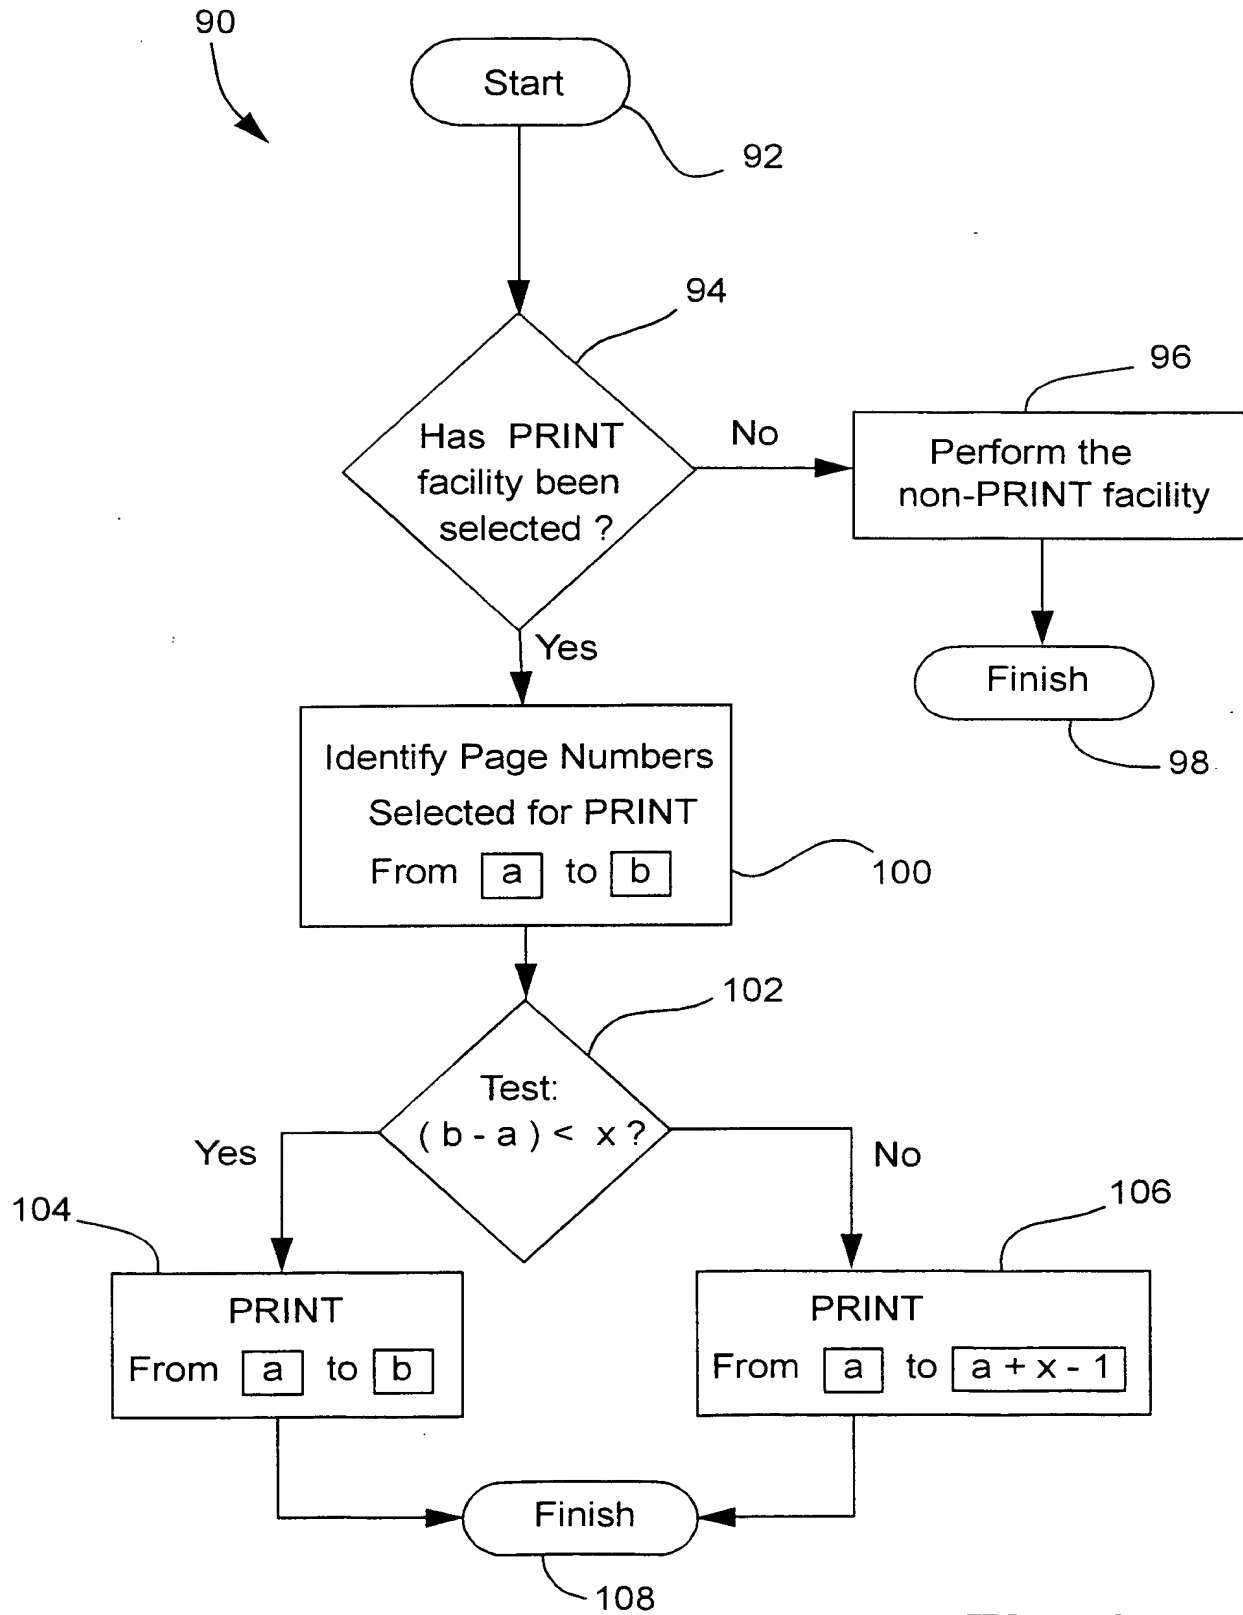 90
Start
92
94
Has PRINT
facility been
selected ?
No
96
Perform the
non-PRINT facility
Yes
Finish
98
Identify Page Numbers
Selected for PRINT
From a to b
100
102
Test:
( b - a ) < x ?
Yes
No
104
106
PRINT
From a to b
PRINT
From a to a + x - 1
Finish
108